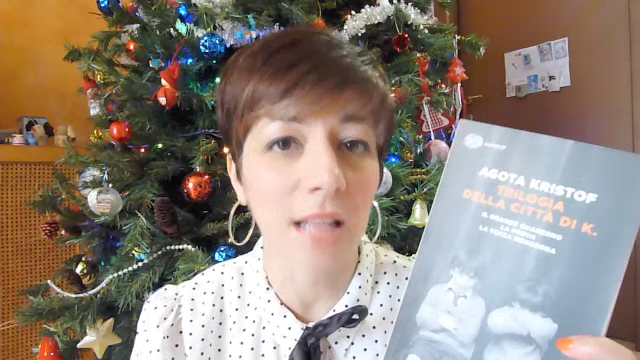 AGOTA KRISTOF
TRILOGIA
DELLA CITTÀ DI K.
IL GRANDE QUADERNO
LA PROVA
LA TERZA MENZOGNA